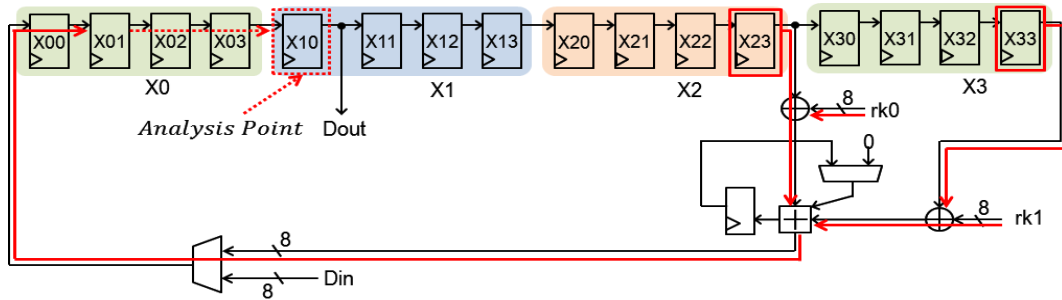 X00 X01 X02 X03 X10 X11 X12 X13 X20 X21 X22 X23 X30 X31 X32 X33
X0 X1 X2 X3
Analysis Point
Dout
8
rk0
0
8
rk1
8
Din
8